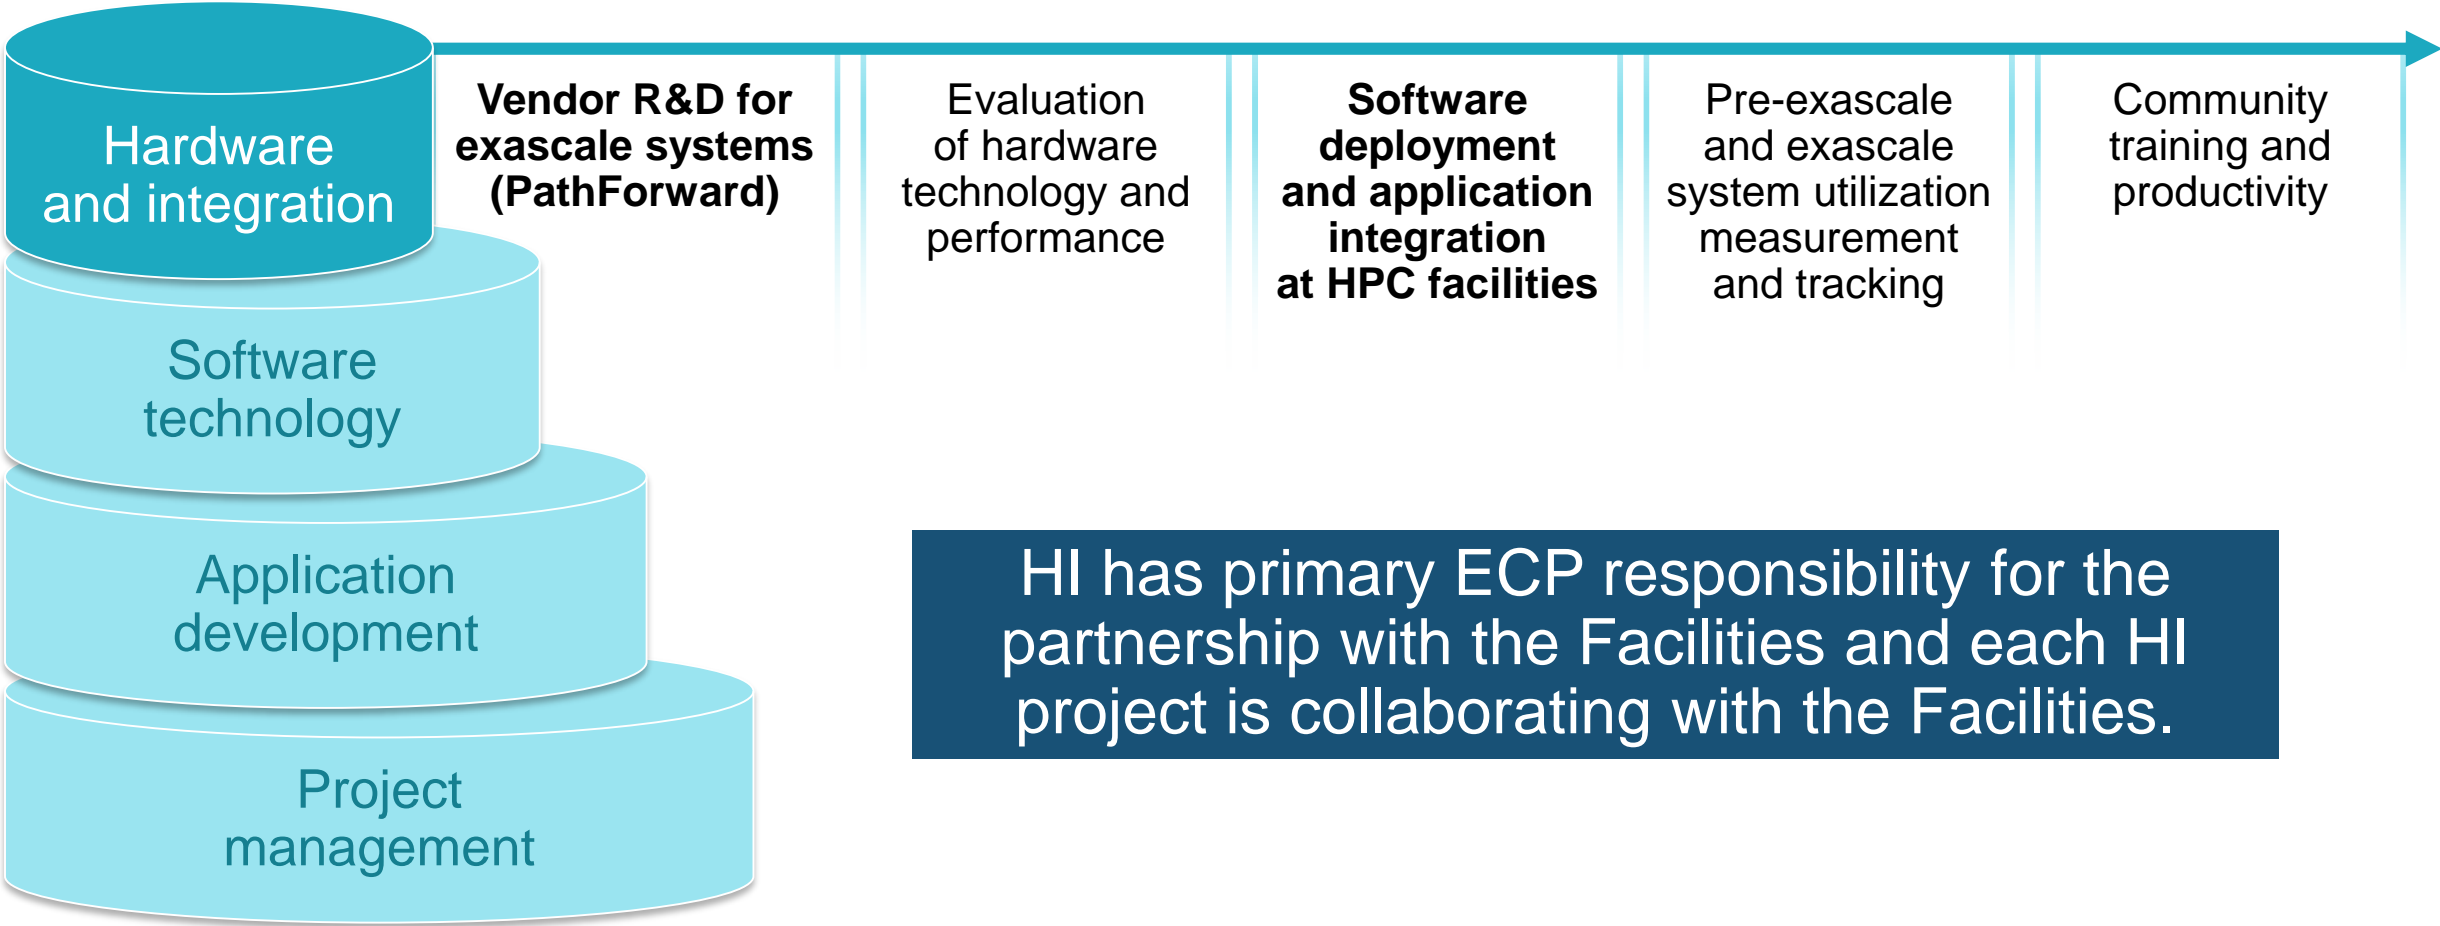 Hardware
and integration
Vendor R&D for
exascale systems
(PathForward)
Evaluation
of hardware
technology and
performance
Software
deployment
and application
integration
at HPC facilities
Pre-exascale
and exascale
system utilization
measurement
and tracking
Community
training and
productivity
Software
technology
Application
development
Project
management
HI has primary ECP responsibility for the
partnership with the Facilities and each HI
project is collaborating with the Facilities.